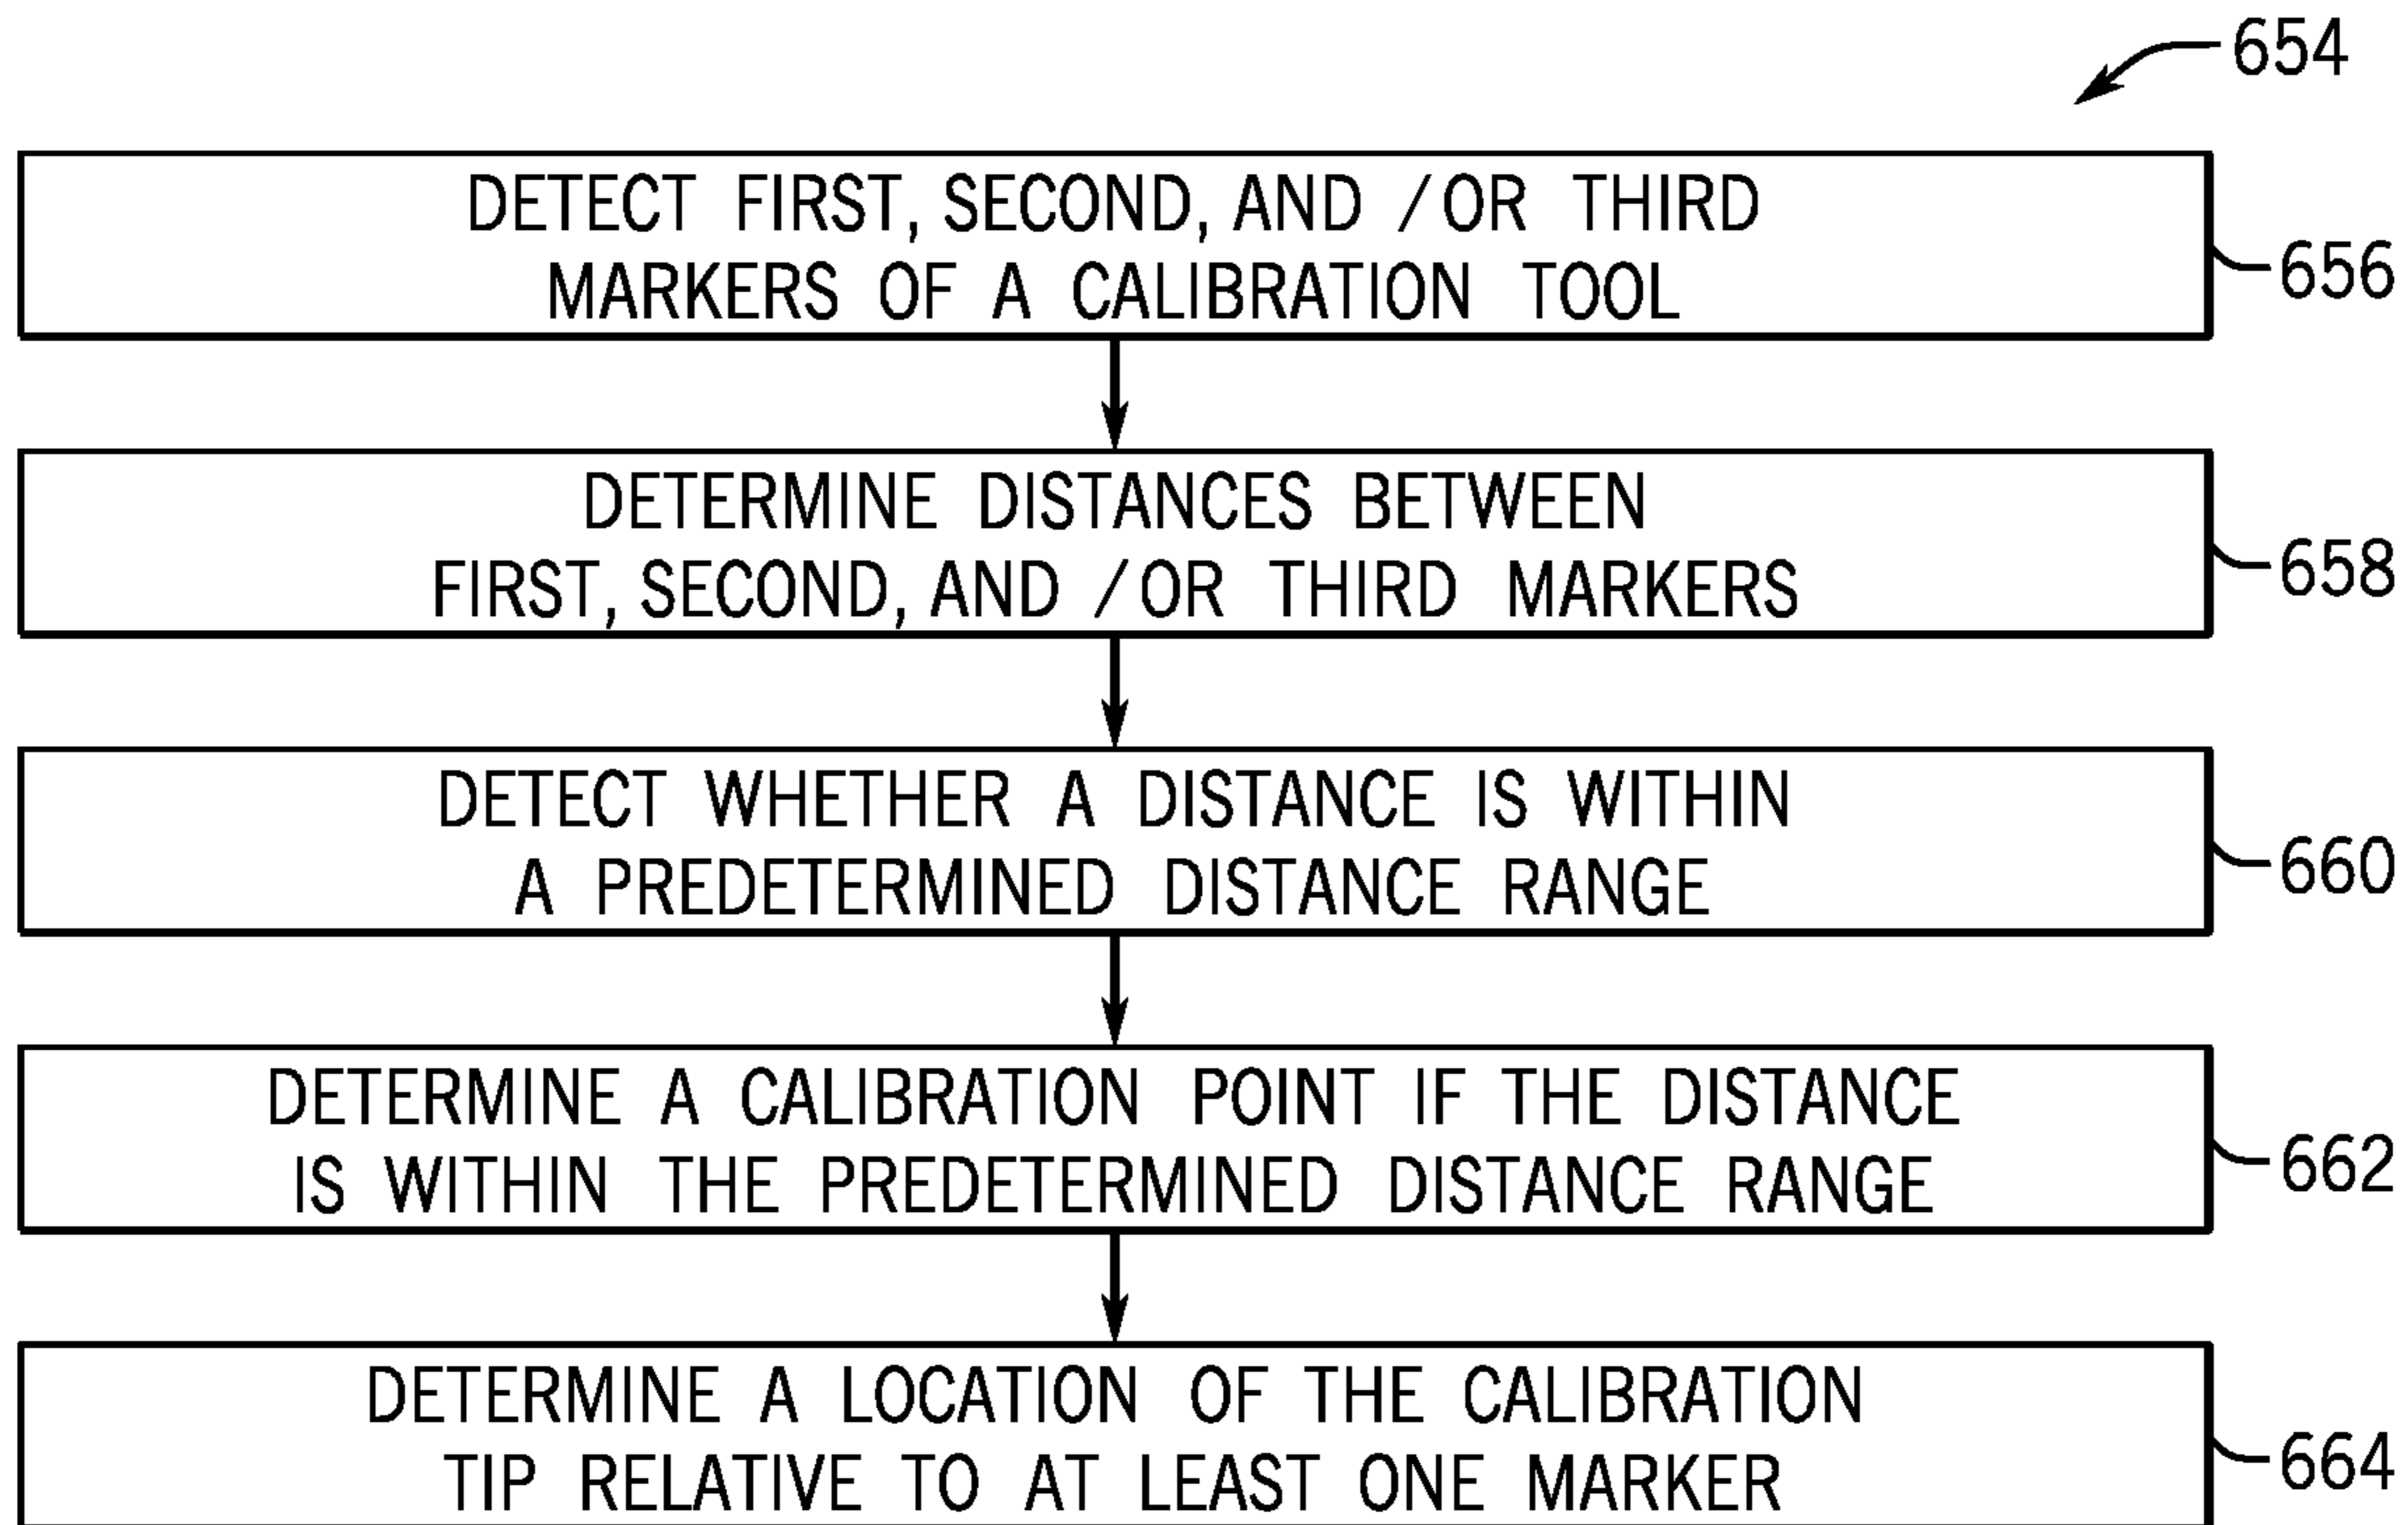 654
DETECT FIRST, SECOND, AND /OR THIRD
MARKERS OF A CALIBRATION TOOL
656
DETERMINE DISTANCES BETWEEN
FIRST, SECOND, AND /OR THIRD MARKERS
658
DETECT WHETHER A DISTANCE IS WITHIN
A PREDETERMINED DISTANCE RANGE
660
DETERMINE A CALIBRATION POINT IF THE DISTANCE
IS WITHIN THE PREDETERMINED DISTANCE RANGE
662
DETERMINE A LOCATION OF THE CALIBRATION
TIP RELATIVE TO AT LEAST ONE MARKER
664